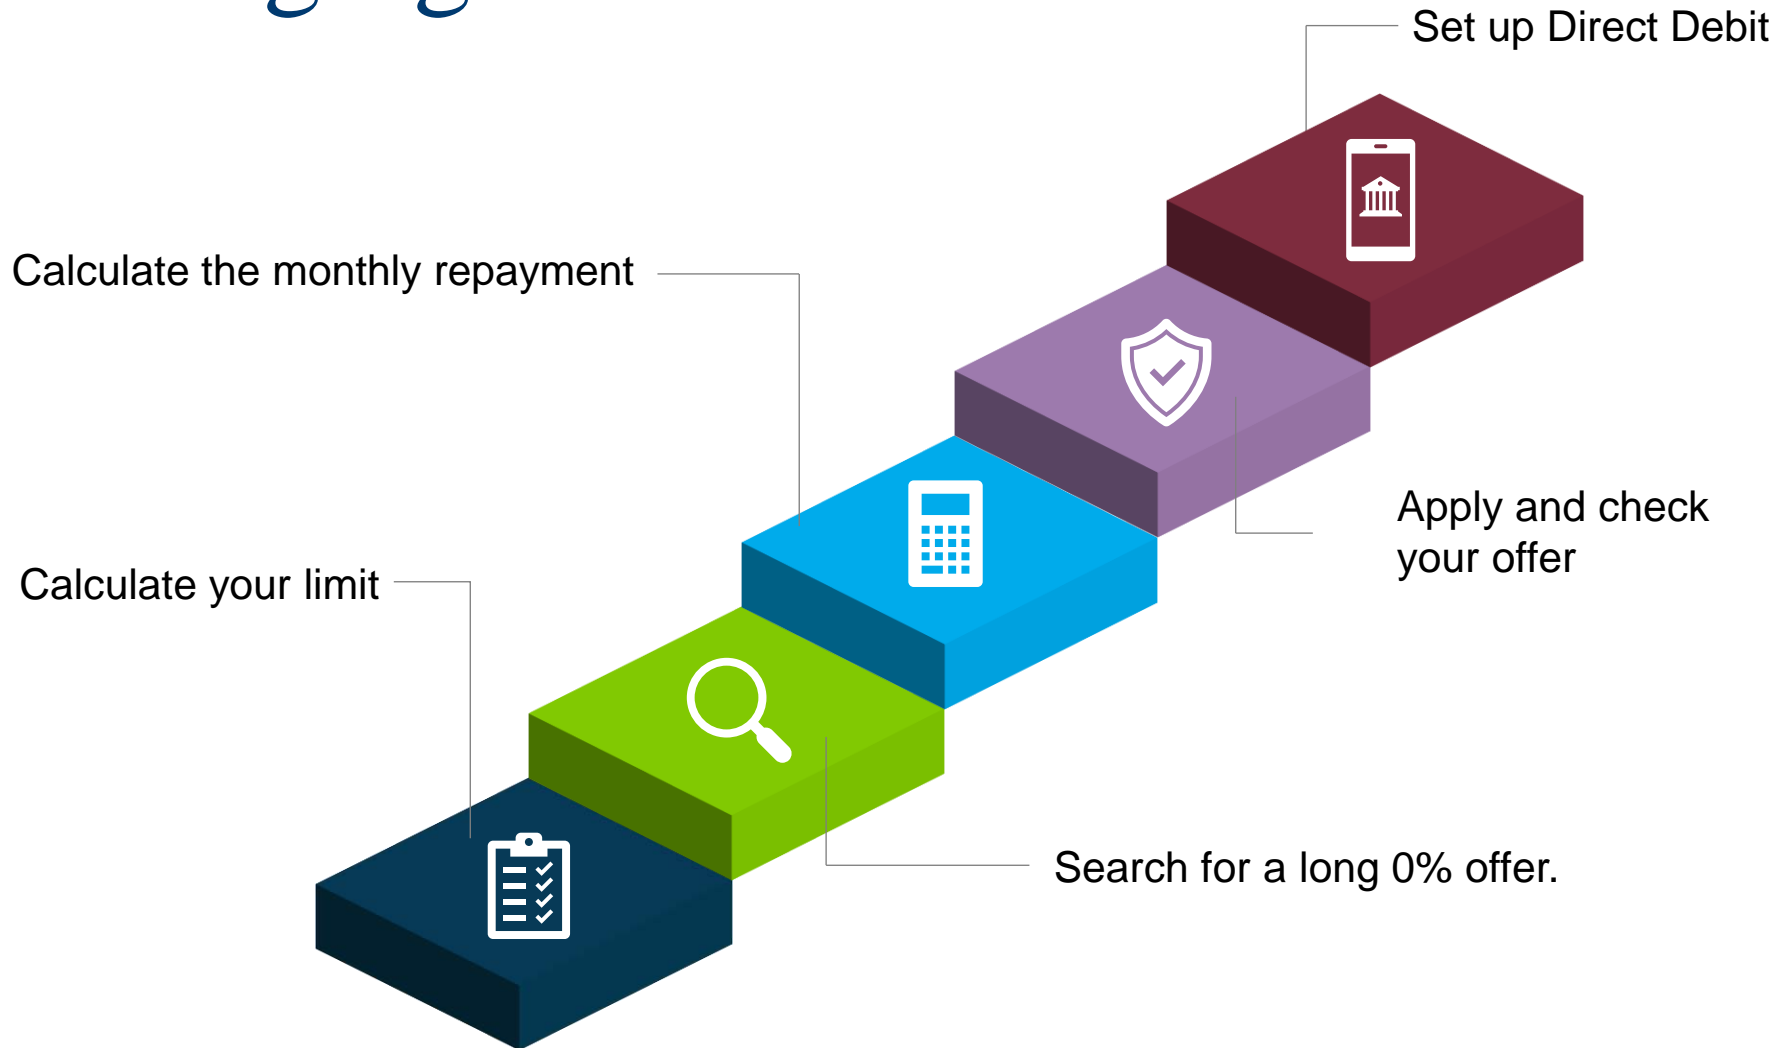 Set up Direct Debit
Calculate the monthly repayment
Apply and check
your offer
Calculate your limit
Search for a long 0% offer.